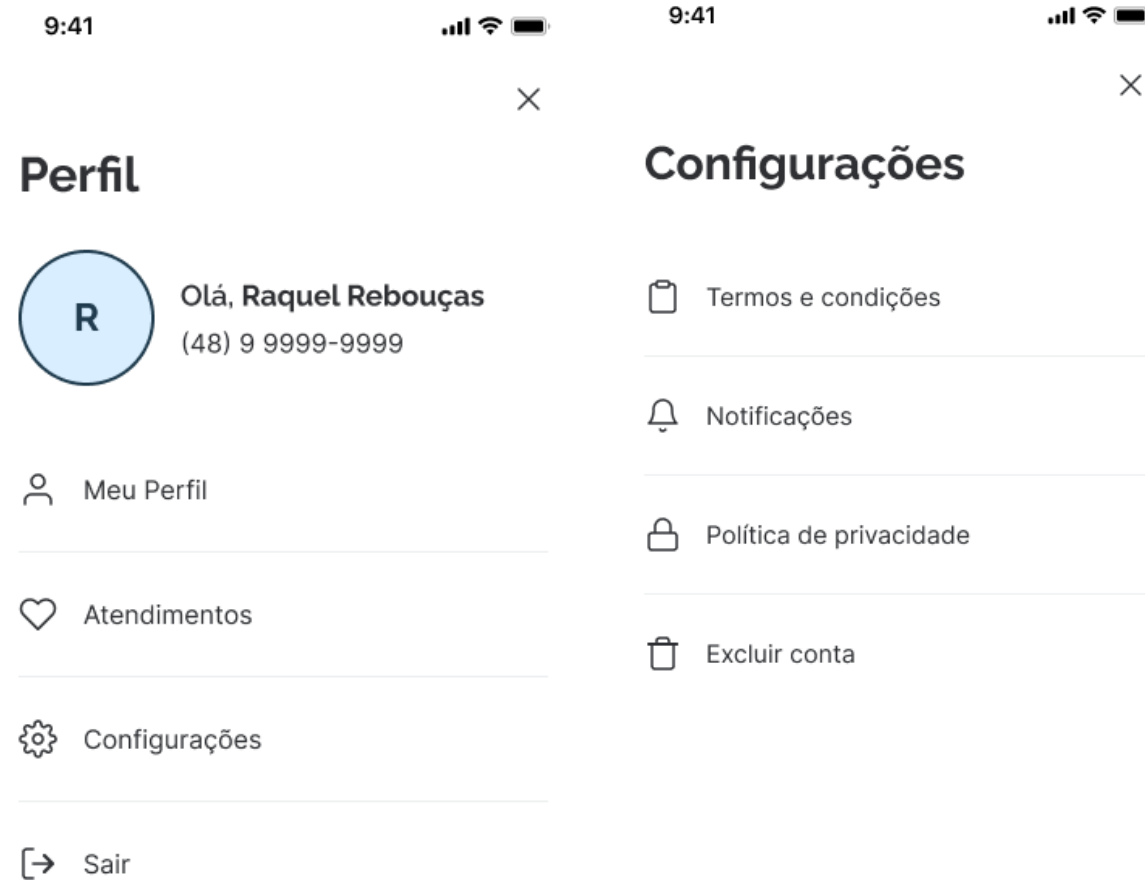 9:41
Perfil
R
Olá, Raquel Rebouças
(48) 9 9999-9999
Meu Perfil
Atendimentos
Configurações
Sair
9:41
Configurações
Termos e condições
Notificações
Política de privacidade
Excluir conta